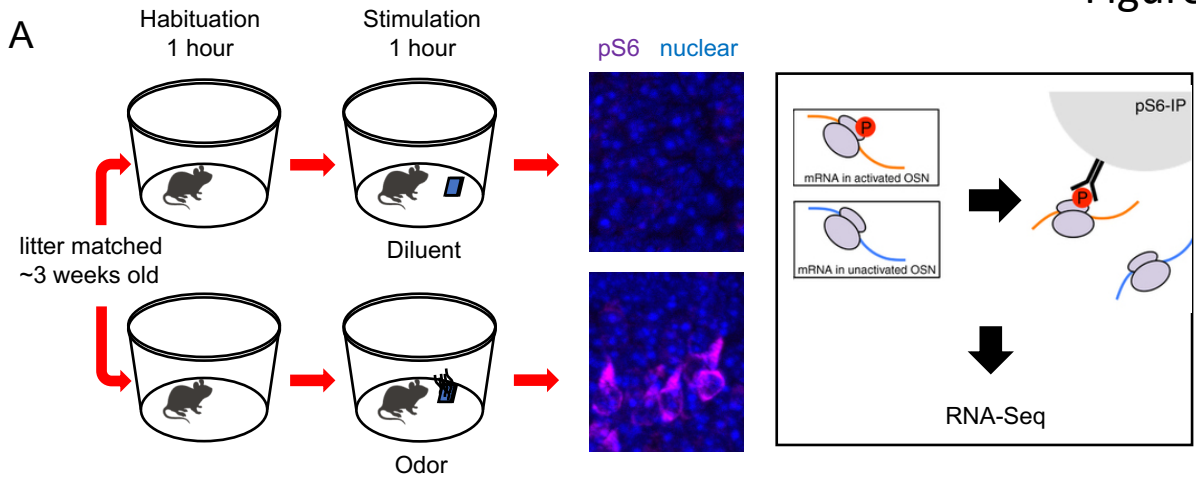 Figure
A
Habituation
1 hour
Stimulation
1 hour
pS6 nuclear
litter matched
~3 weeks old
Diluent
Odor
P
mRNA in activated OSN
mRNA in unactivated OSN
pS6-IP
P
RNA-Seq